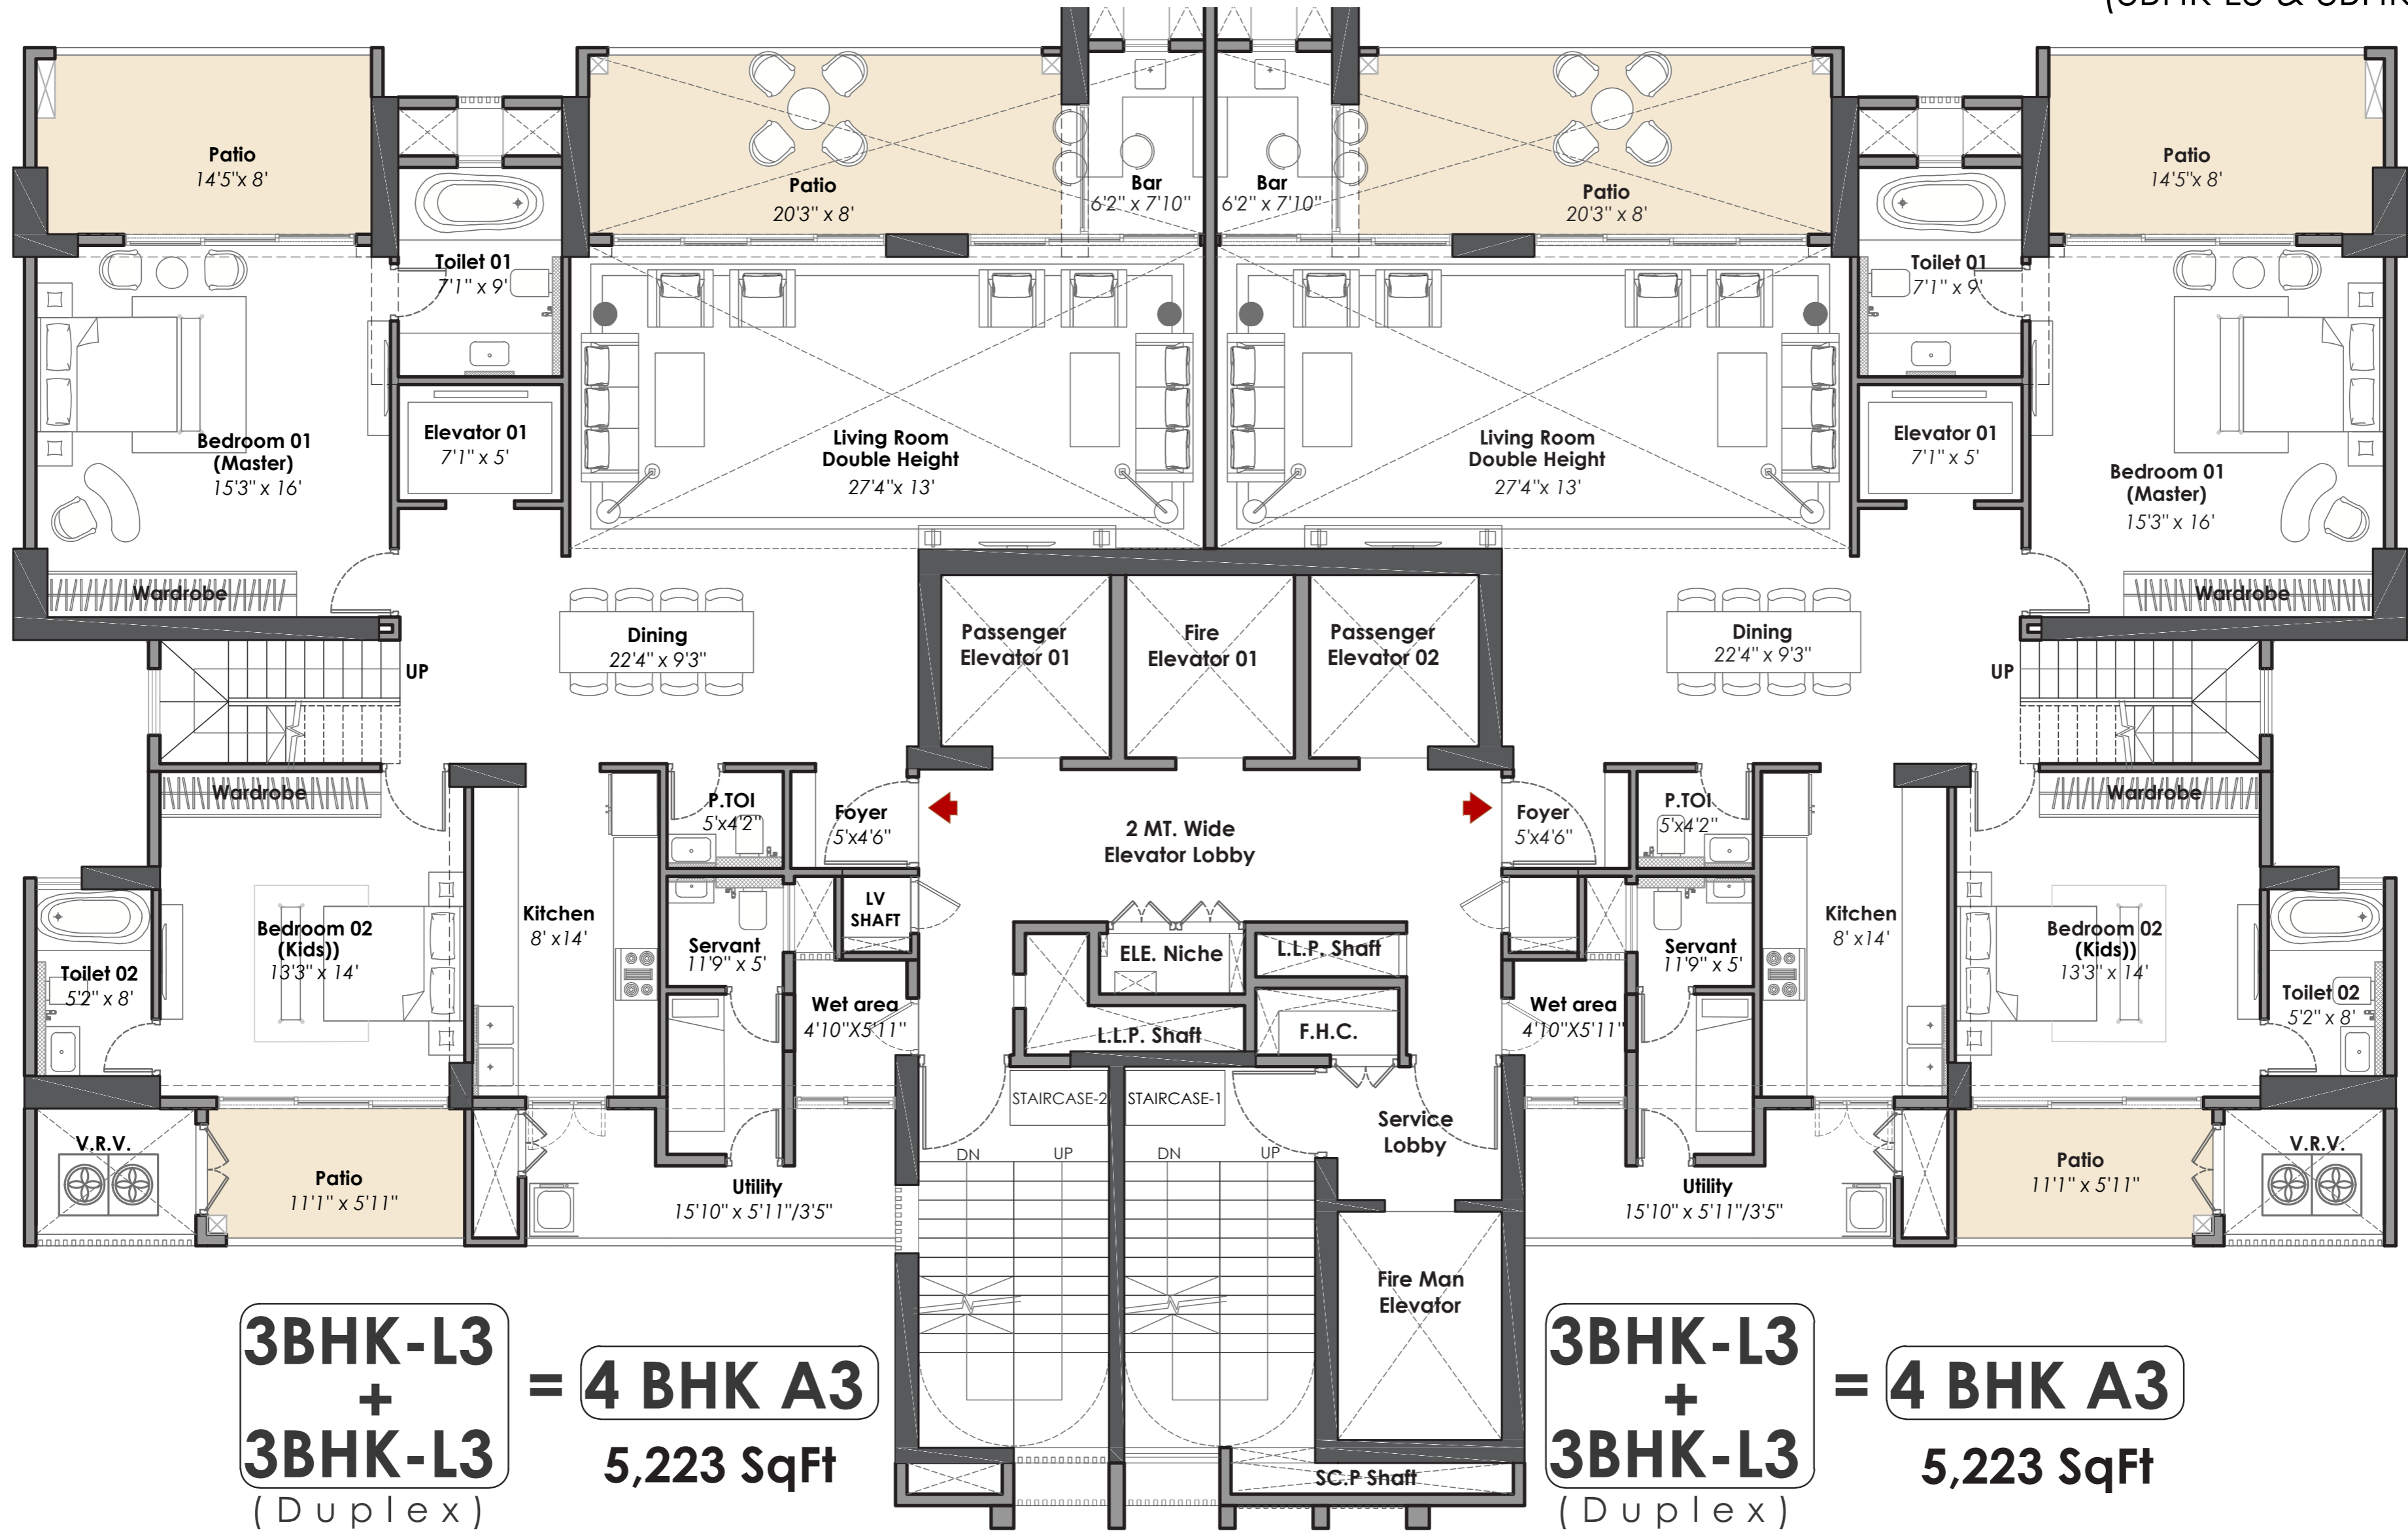 Patio
14'5"x 8'
Toilet 01
7'1" x 9'
Patio
20'3" x 8'
Bar
6'2" x 7'10"
Bar
6'2" x 7'10"
Patio
20'3" x 8'
Toilet 01
7'1" x 9'
Patio
14'5"x 8'
Bedroom 01
(Master)
15'3" x 16'
Elevator 01
7'1" x 5'
Living Room
Double Height
27'4"x 13'
Living Room
Double Height
27'4"x 13'
Elevator 01
7'1" x 5'
Bedroom 01
(Master)
15'3" x 16'
Wardrobe
Wardrobe
UP
Dining
22'4" x 9'3"
Passenger
Elevator 01
Fire
Elevator 01
Passenger
Elevator 02
Dining
22'4" x 9'3"
UP
Wardrobe
P.TOI
5'x4'2"
Foyer
5'x4'6"
2 MT. Wide
Elevator Lobby
Foyer
5'x4'6"
P.TOI
5'x4'2"
Wardrobe
Toilet 02
5'2" x 8'
Bedroom 02
(Kids))
13'3" x 14'
Kitchen
8' x14'
Servant
11'9" x 5'
LV
SHAFT
Wet area
4'10"X5'11"
ELE. Niche
L.L.P. Shaft
L.L.P. Shaft
F.H.C.
Wet area
4'10"X5'11"
Servant
11'9" x 5'
Kitchen
8' x14'
Bedroom 02
(Kids))
13'3" x 14'
Toilet 02
5'2" x 8'
V.R.V.
Patio
11'1" x 5'11"
Utility
15'10" x 5'11"/3'5"
STAIRCASE-2
STAIRCASE-1
DN
UP
DN
UP
Service
Lobby
Utility
15'10" x 5'11"/3'5"
Patio
11'1" x 5'11"
V.R.V.
Fire Man
Elevator
SC.P Shaft
3BHK-L3
+
3BHK-L3
(Duplex)
= 4 BHK A3
5,223 SqFt
3BHK-L3
+
3BHK-L3
(Duplex)
= 4 BHK A3
5,223 SqFt